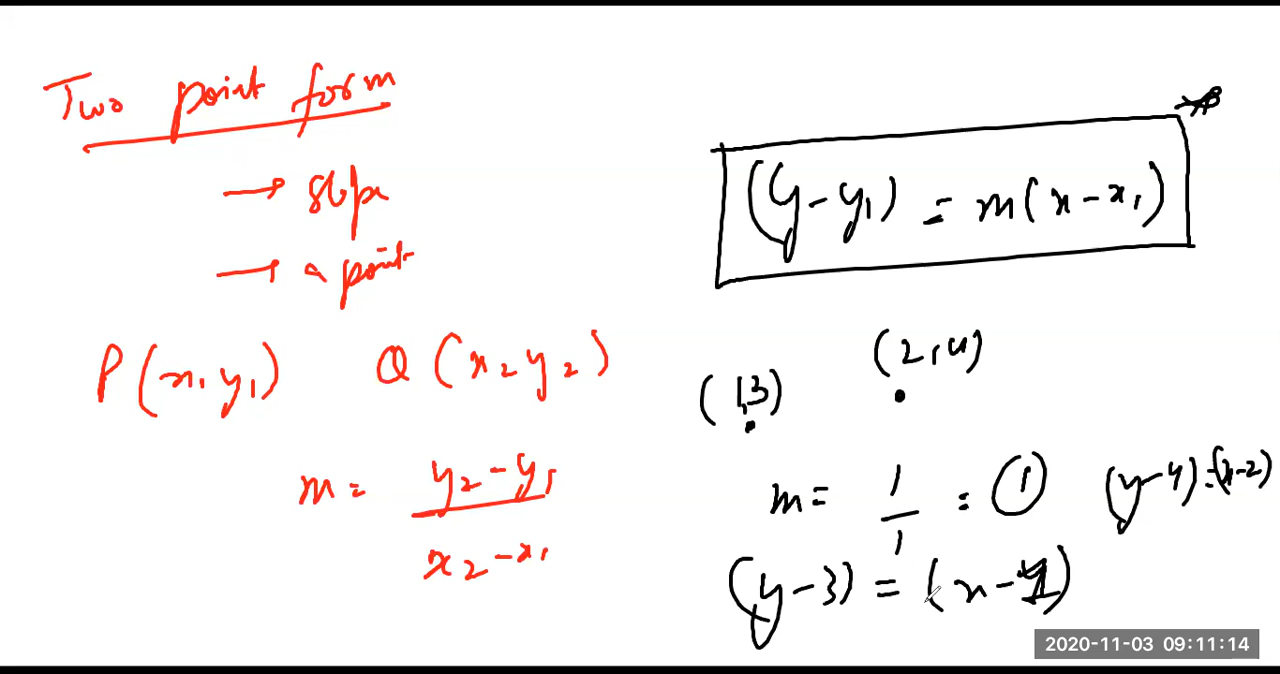 Two point form
→ slope
→ a point
P(x₁ y₁) Q(x₂ y₂)
m = y₂ - y₁ / x₂ - x₁
(y - y₁) = m(x - x₁)
(1,3) (2,4)
m = 1/1 = 1
(y-4) = (x-2)
(y - 3) = (x - 1)
2020-11-03 09:11:14